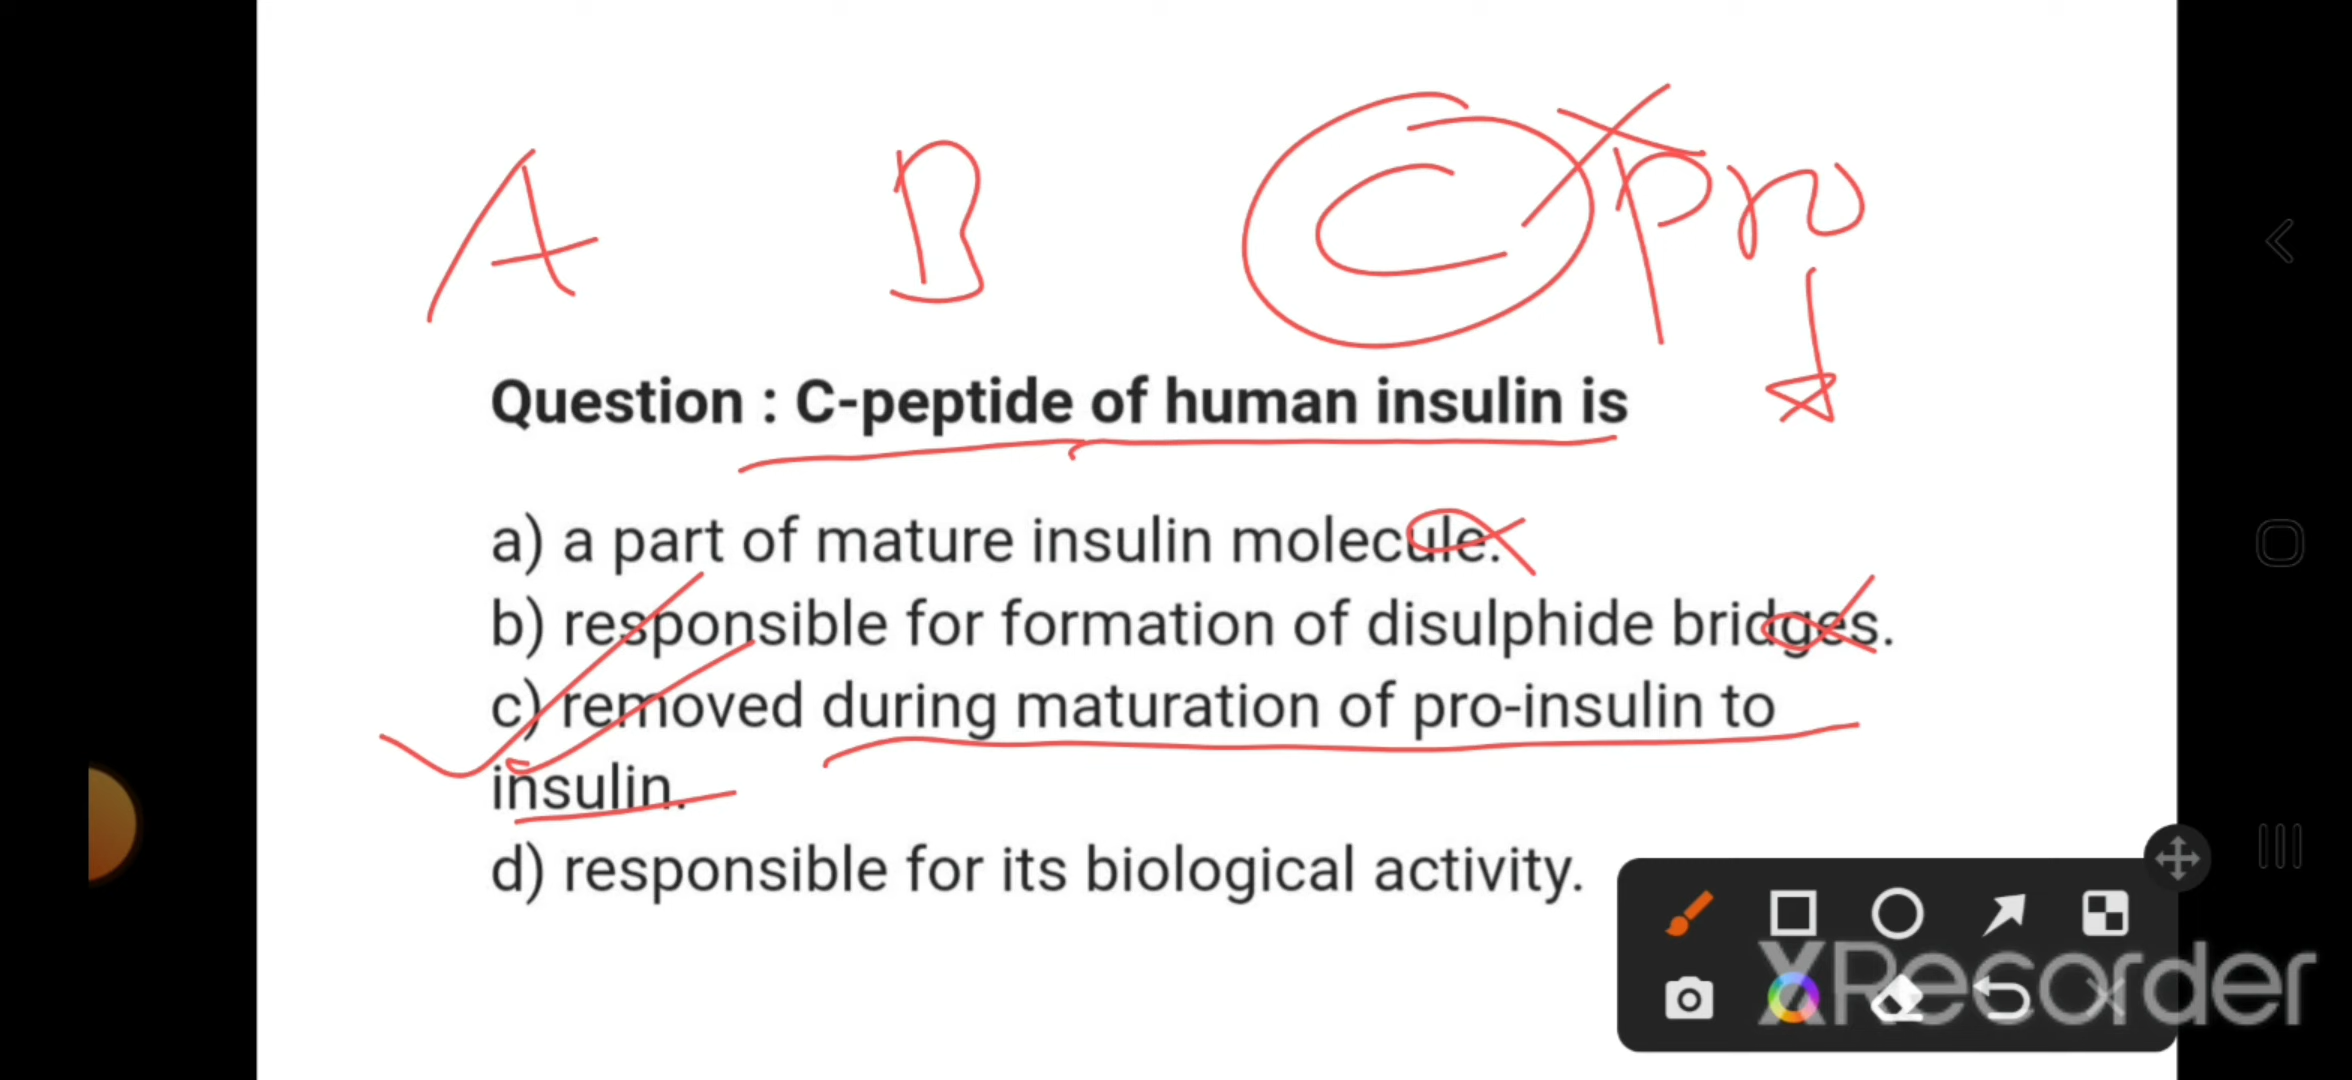 A B C Pro
Question : C-peptide of human insulin is
a) a part of mature insulin molecule.
b) responsible for formation of disulphide bridges.
c) removed during maturation of pro-insulin to
insulin.
d) responsible for its biological activity.
XRecorder